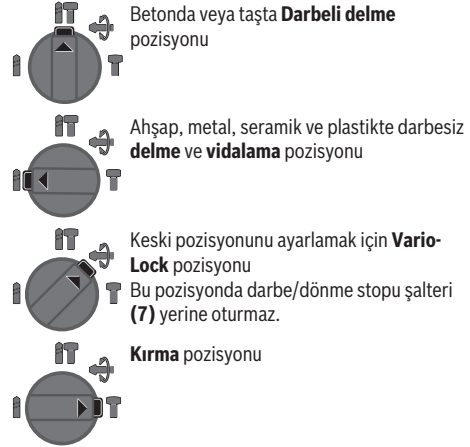 Betonda veya taşta Darbeli delme
pozisyonu
Ahşap, metal, seramik ve plastikte darbesiz
delme ve vidalama pozisyonu
Keski pozisyonunu ayarlamak için Vario-
Lock pozisyonu
Bu pozisyonda darbe/dönme stopu şalteri
(7) yerine oturmaz.
Kırma pozisyonu